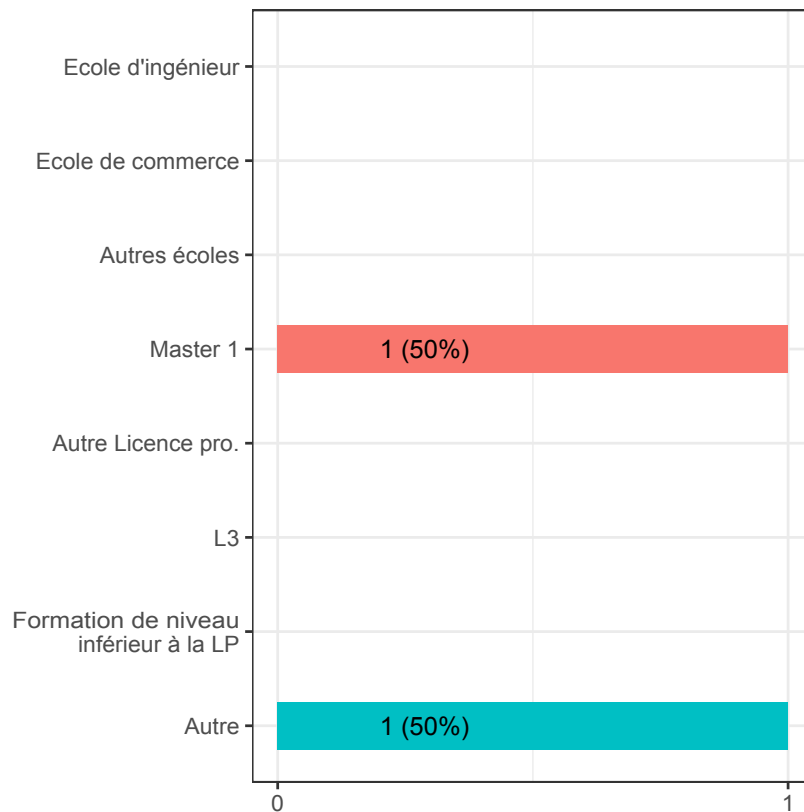 Ecole d'ingénieur
Ecole de commerce
Autres écoles
Master 1
1 (50%)
Autre Licence pro.
L3
Formation de niveau
inférieur à la LP
Autre
1 (50%)
0
1